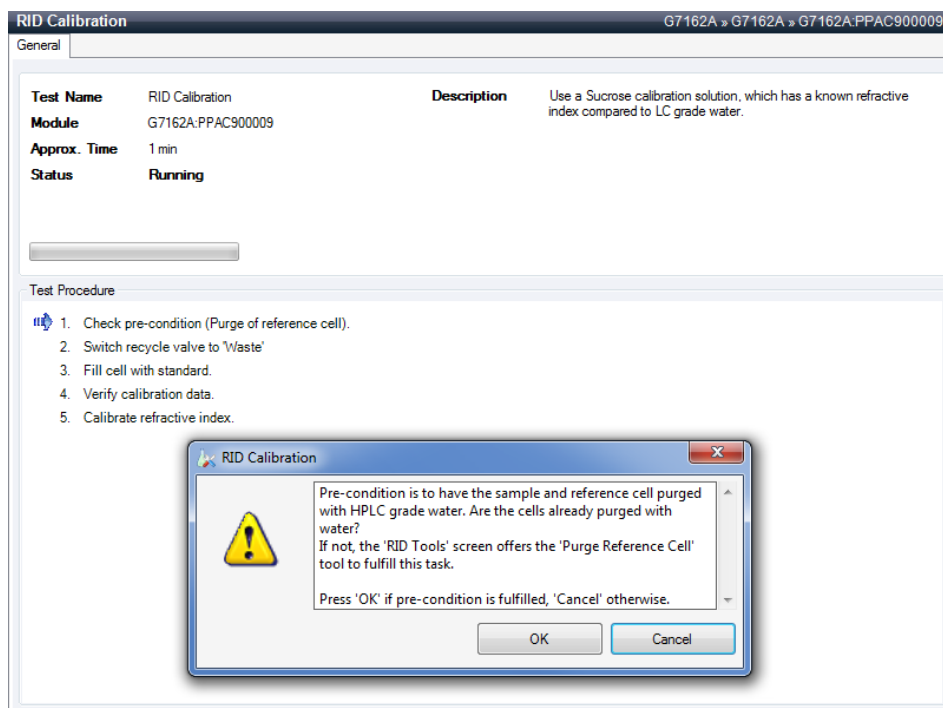 RID Calibration G7162A » G7162A » G7162A:PPAC900009
General
Test Name RID Calibration Description Use a Sucrose calibration solution, which has a known refractive
index compared to LC grade water.
Module G7162A:PPAC900009
Approx. Time 1 min
Status Running
Test Procedure
1. Check pre-condition (Purge of reference cell).
2. Switch recycle valve to 'Waste'
3. Fill cell with standard.
4. Verify calibration data.
5. Calibrate refractive index.
RID Calibration
Pre-condition is to have the sample and reference cell purged
with HPLC grade water. Are the cells already purged with
water?
If not, the 'RID Tools' screen offers the 'Purge Reference Cell'
tool to fulfill this task.
Press 'OK' if pre-condition is fulfilled, 'Cancel' otherwise.
OK Cancel